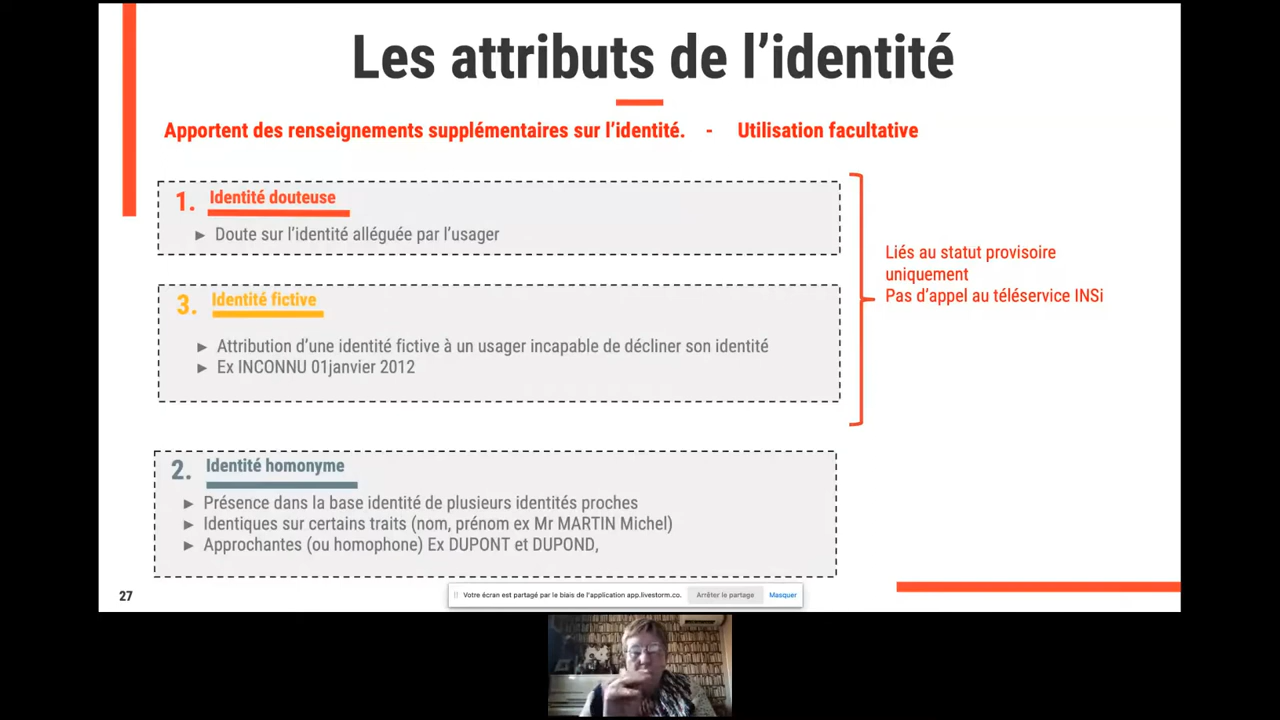 Les attributs de l’identité
Apportent des renseignements supplémentaires sur l’identité. - Utilisation facultative
1. Identité douteuse
► Doute sur l’identité alléguée par l’usager
3. Identité fictive
► Attribution d’une identité fictive à un usager incapable de décliner son identité
► Ex INCONNU 01janvier 2012
Liés au statut provisoire
uniquement
Pas d’appel au téléservice INSi
2. Identité homonyme
► Présence dans la base identité de plusieurs identités proches
► Identiques sur certains traits (nom, prénom ex Mr MARTIN Michel)
► Approchantes (ou homophone) Ex DUPONT et DUPOND,
27
Votre écran est partagé par le biais de l'application app.livestorm.co. Arrêter le partage Masquer